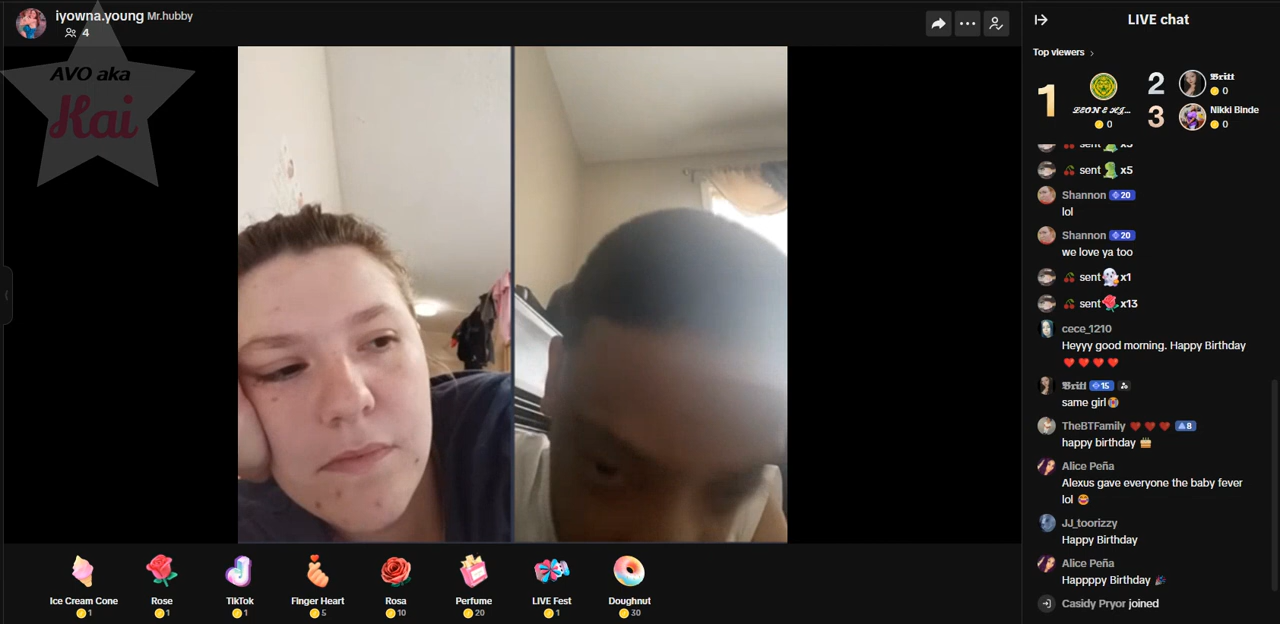 iyowna.young Mr.hubby
4
AVO aka
Kai
LIVE chat
Top viewers
1
0
2
Britt
0
3
Nikki Binde
0
sent x5
sent x5
Shannon 20
lol
Shannon 20
we love ya too
sent x1
sent x13
cece_1210
Heyyy good morning. Happy Birthday
❤️❤️❤️❤️
Britt 15
same girl😭
TheBTFamily ❤️❤️❤️ 8
happy birthday 🎂
Alice Peña
Alexus gave everyone the baby fever
lol 😂
JJ_toorizzy
Happy Birthday
Alice Peña
Happpppy Birthday 🎉
Casidy Pryor joined
Ice Cream Cone
1
Rose
1
TikTok
1
Finger Heart
5
Rosa
10
Perfume
20
LIVE Fest
1
Doughnut
30